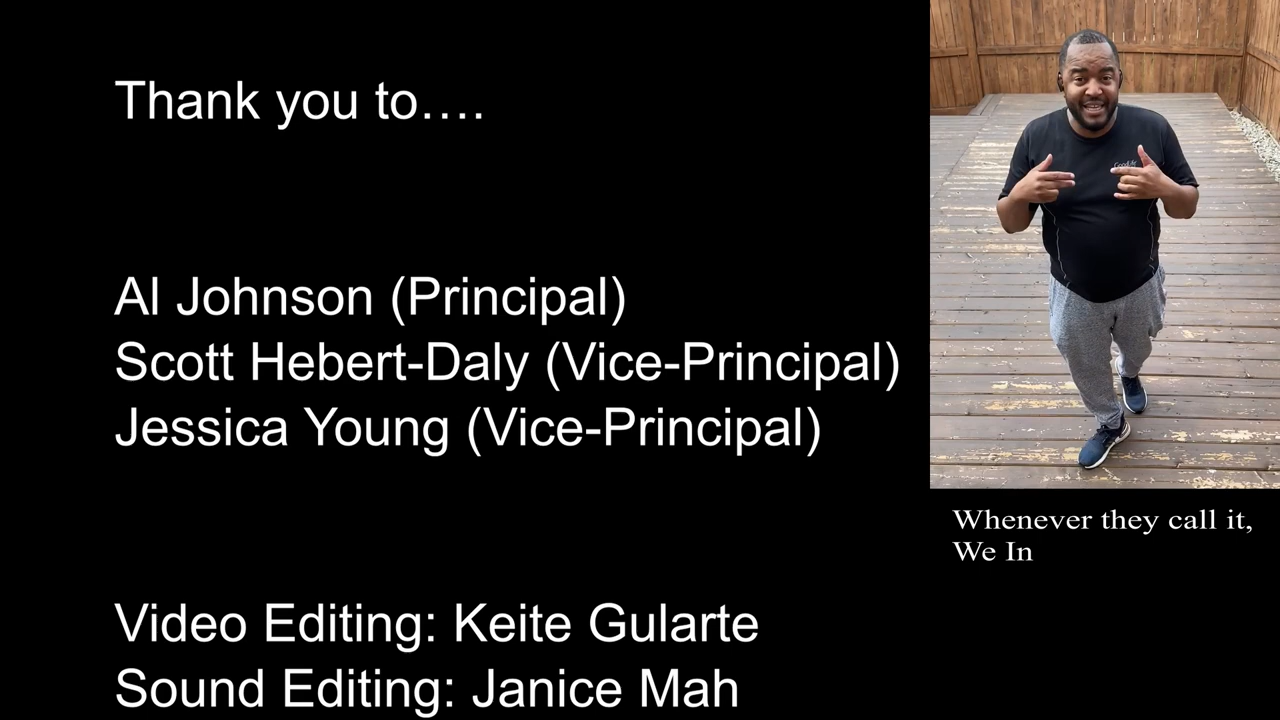 Thank you to….
Al Johnson (Principal)
Scott Hebert-Daly (Vice-Principal)
Jessica Young (Vice-Principal)
Video Editing: Keite Gularte
Sound Editing: Janice Mah
GoodLife
Whenever they call it,
We In